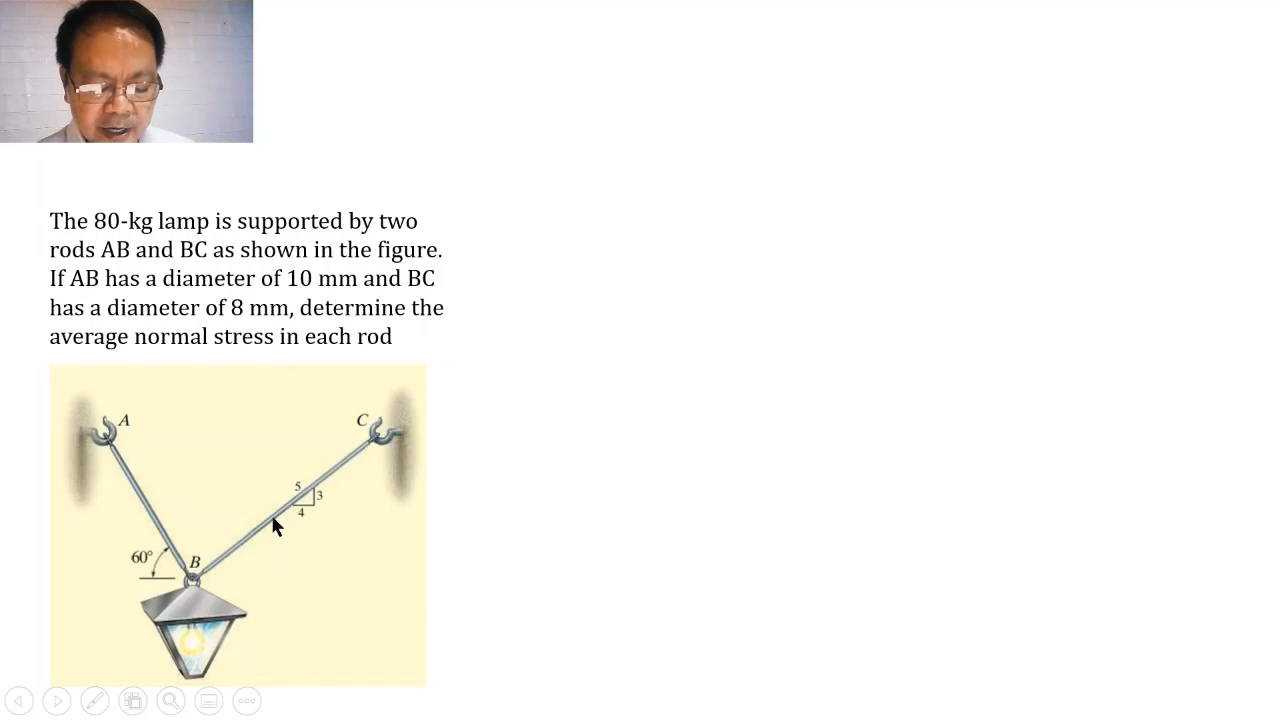 The 80-kg lamp is supported by two
rods AB and BC as shown in the figure.
If AB has a diameter of 10 mm and BC
has a diameter of 8 mm, determine the
average normal stress in each rod
A
C
5
3
4
60°
B